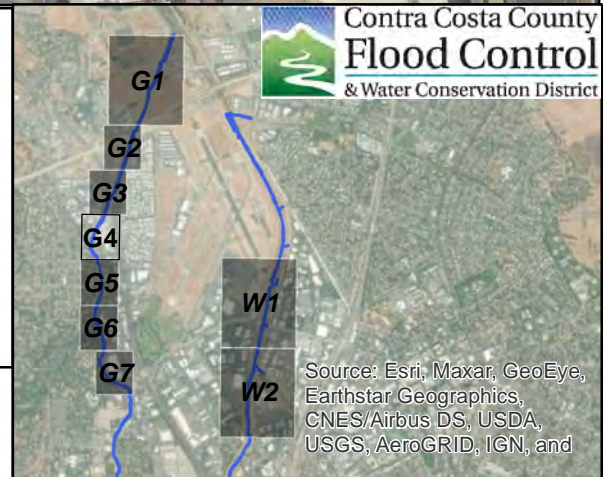 Contra Costa County
Flood Control
& Water Conservation District
G1
G2
G3
G4
G5
G6
G7
W1
W2
Source: Esri, Maxar, GeoEye,
Earthstar Geographics,
CNES/Airbus DS, USDA,
USGS, AeroGRID, IGN, and